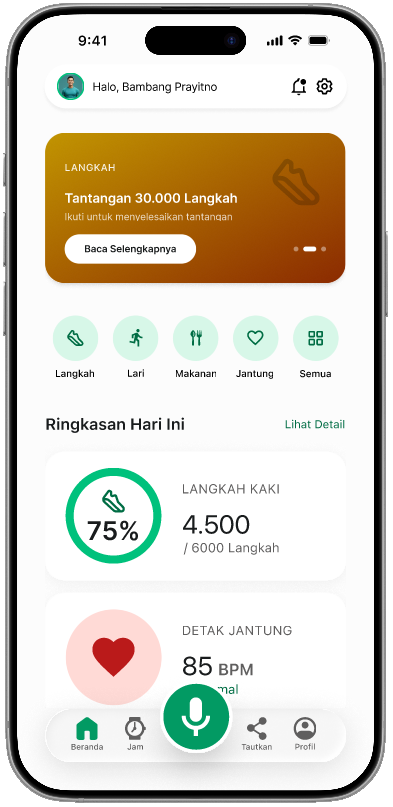 9:41
Halo, Bambang Prayitno
LANGKAH
Tantangan 30.000 Langkah
Ikuti untuk menyelesaikan tantangan
Baca Selengkapnya
Langkah Lari Makanan Jantung Semua
Ringkasan Hari Ini Lihat Detail
75%
LANGKAH KAKI
4.500
/ 6000 Langkah
DETAK JANTUNG
85 BPM
mal
Beranda Jam Tautkan Profil